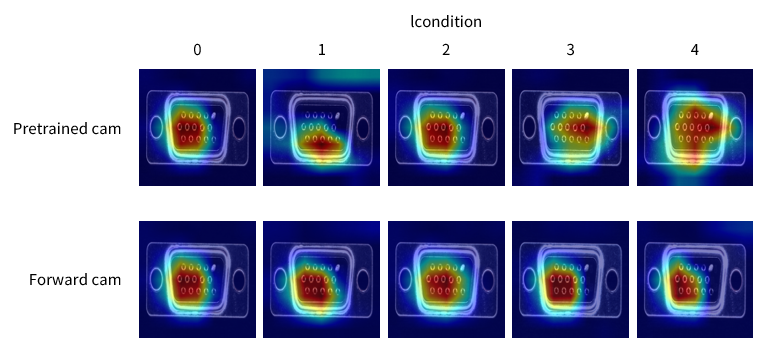 lcondition
0 1 2 3 4
Pretrained cam
Forward cam